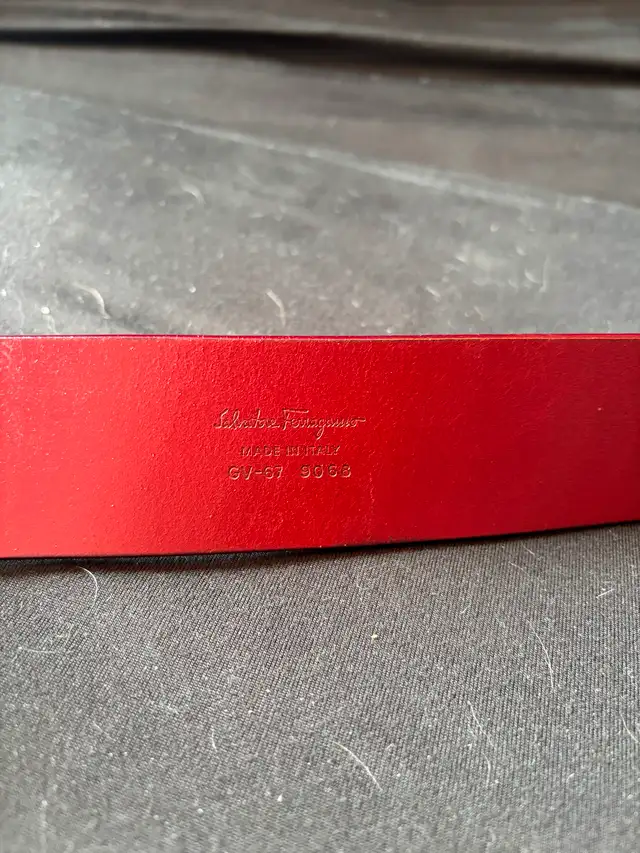 Salvatore Ferragamo
MADE IN ITALY
GV-67 9068